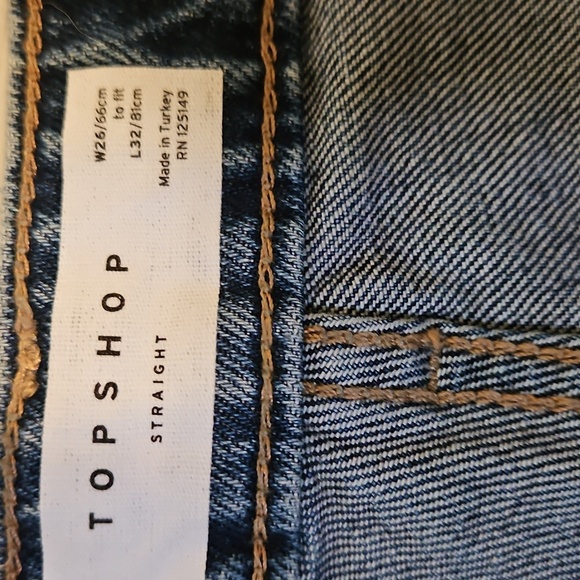 TOPSHOP
STRAIGHT
W26/66cm
to fit
L32/81cm
Made in Turkey
RN 125149